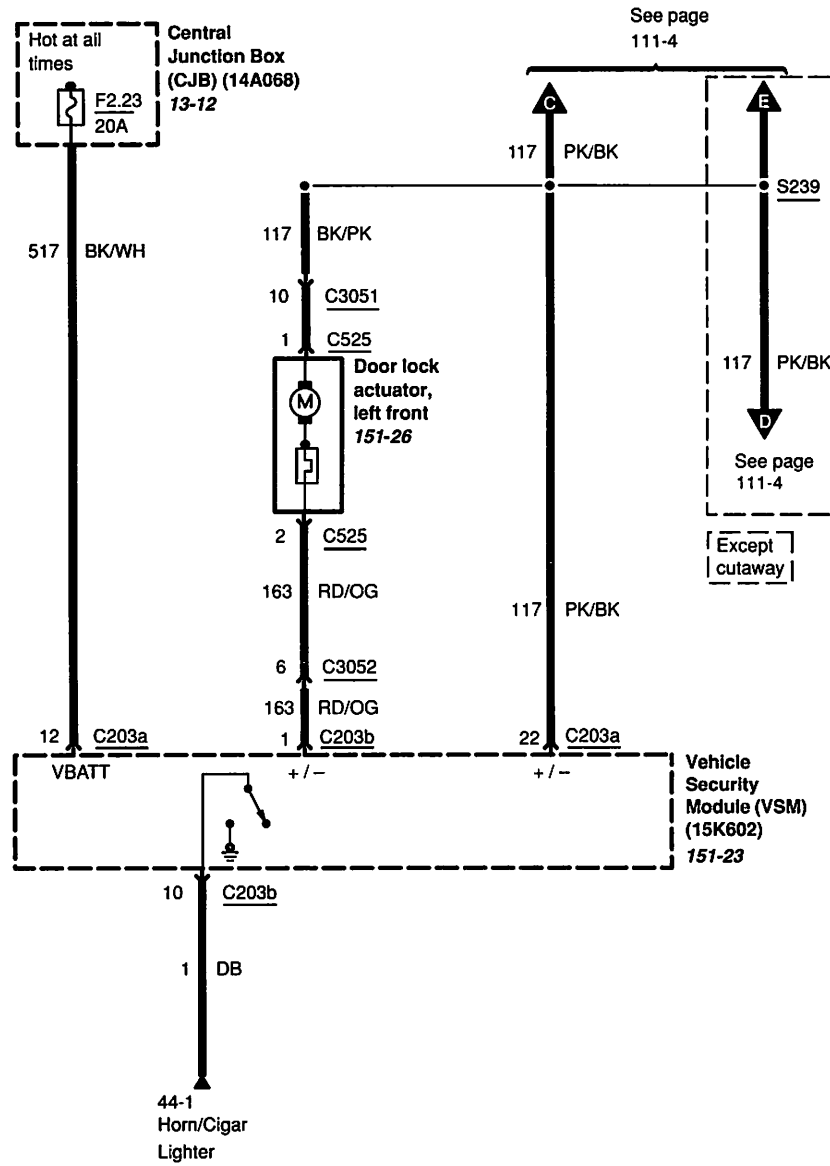 Hot at all
times
F2.23
20A
Central
Junction Box
(CJB) (14A068)
13-12
See page
111-4
C
E
117 PK/BK
S239
517 BK/WH
117 BK/PK
10 C3051
1 C525
Door lock
actuator,
left front
151-26
M
117 PK/BK
D
See page
111-4
Except
cutaway
2 C525
163 RD/OG
117 PK/BK
6 C3052
163 RD/OG
12 C203a
1 C203b
22 C203a
VBATT
+ / –
+ / –
Vehicle
Security
Module (VSM)
(15K602)
151-23
10 C203b
1 DB
44-1
Horn/Cigar
Lighter